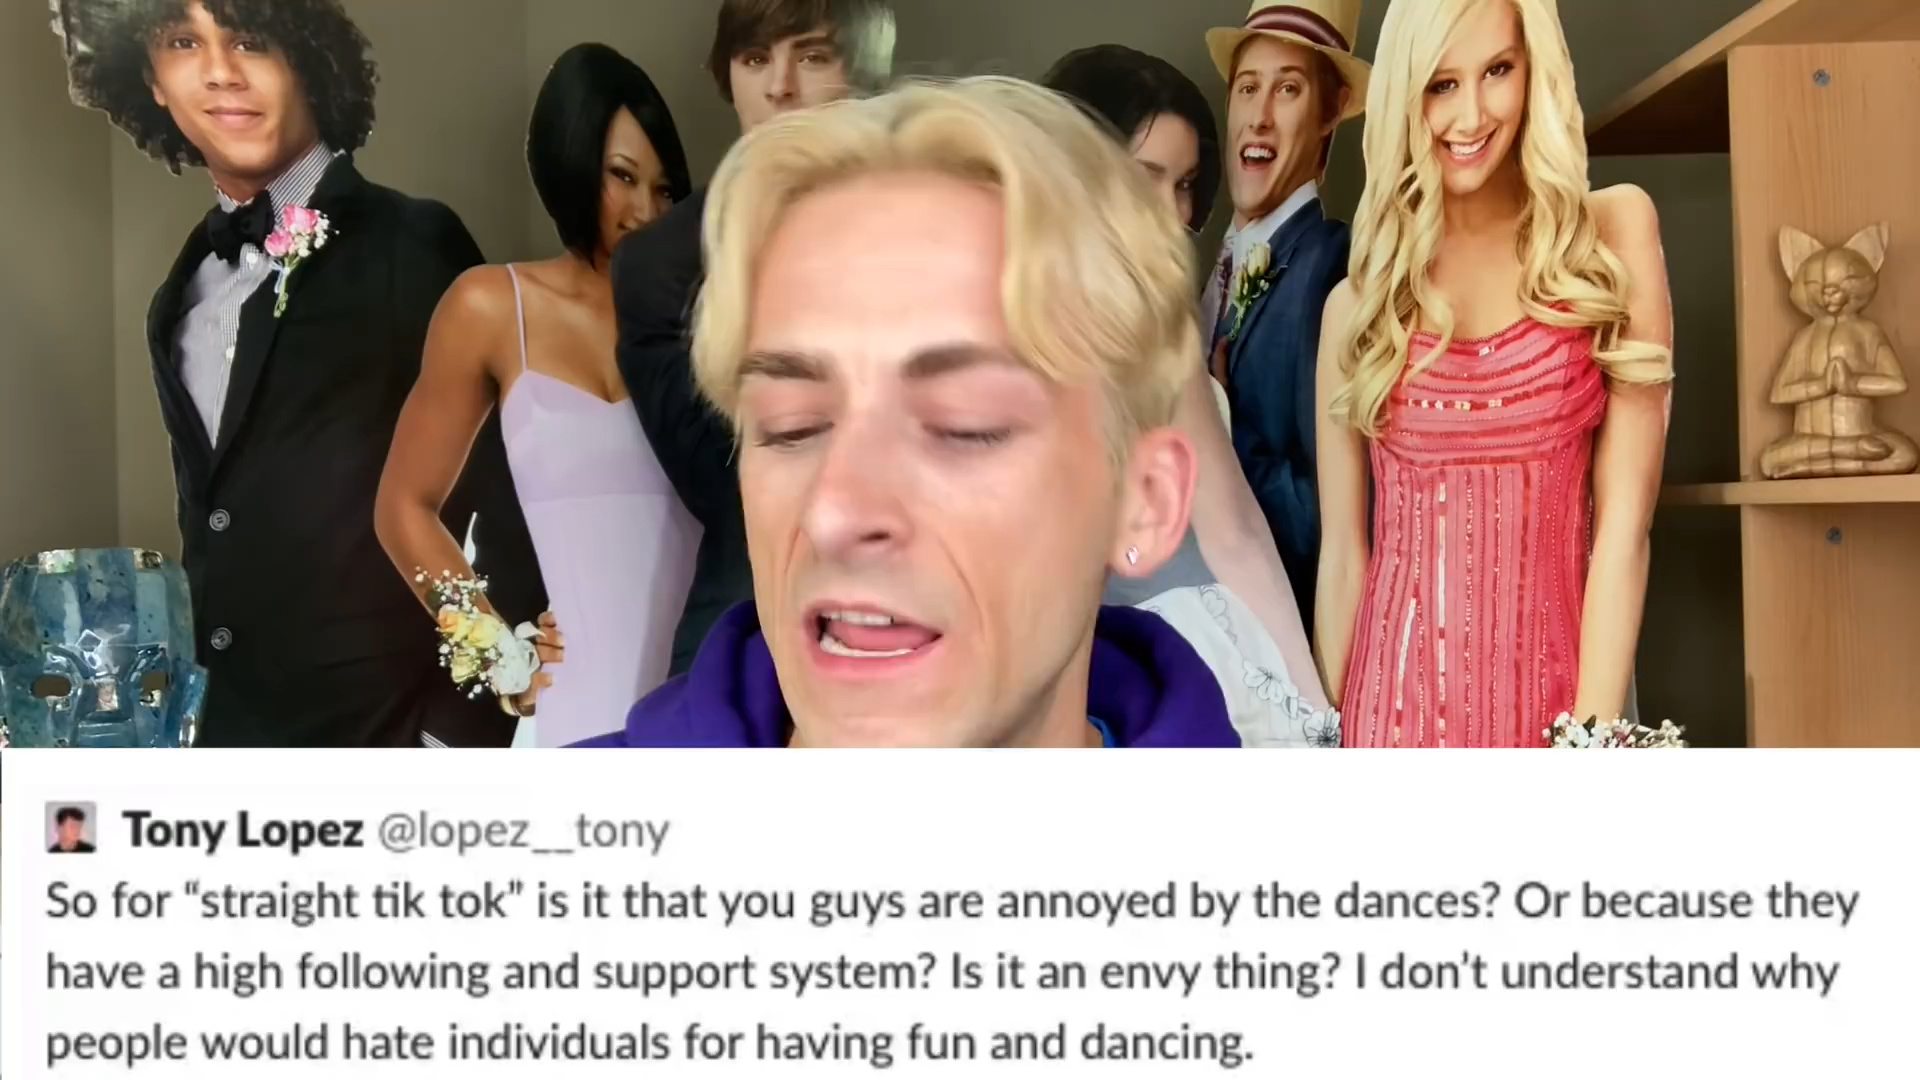 Tony Lopez @lopez__tony
So for “straight tik tok” is it that you guys are annoyed by the dances? Or because they
have a high following and support system? Is it an envy thing? I don't understand why
people would hate individuals for having fun and dancing.